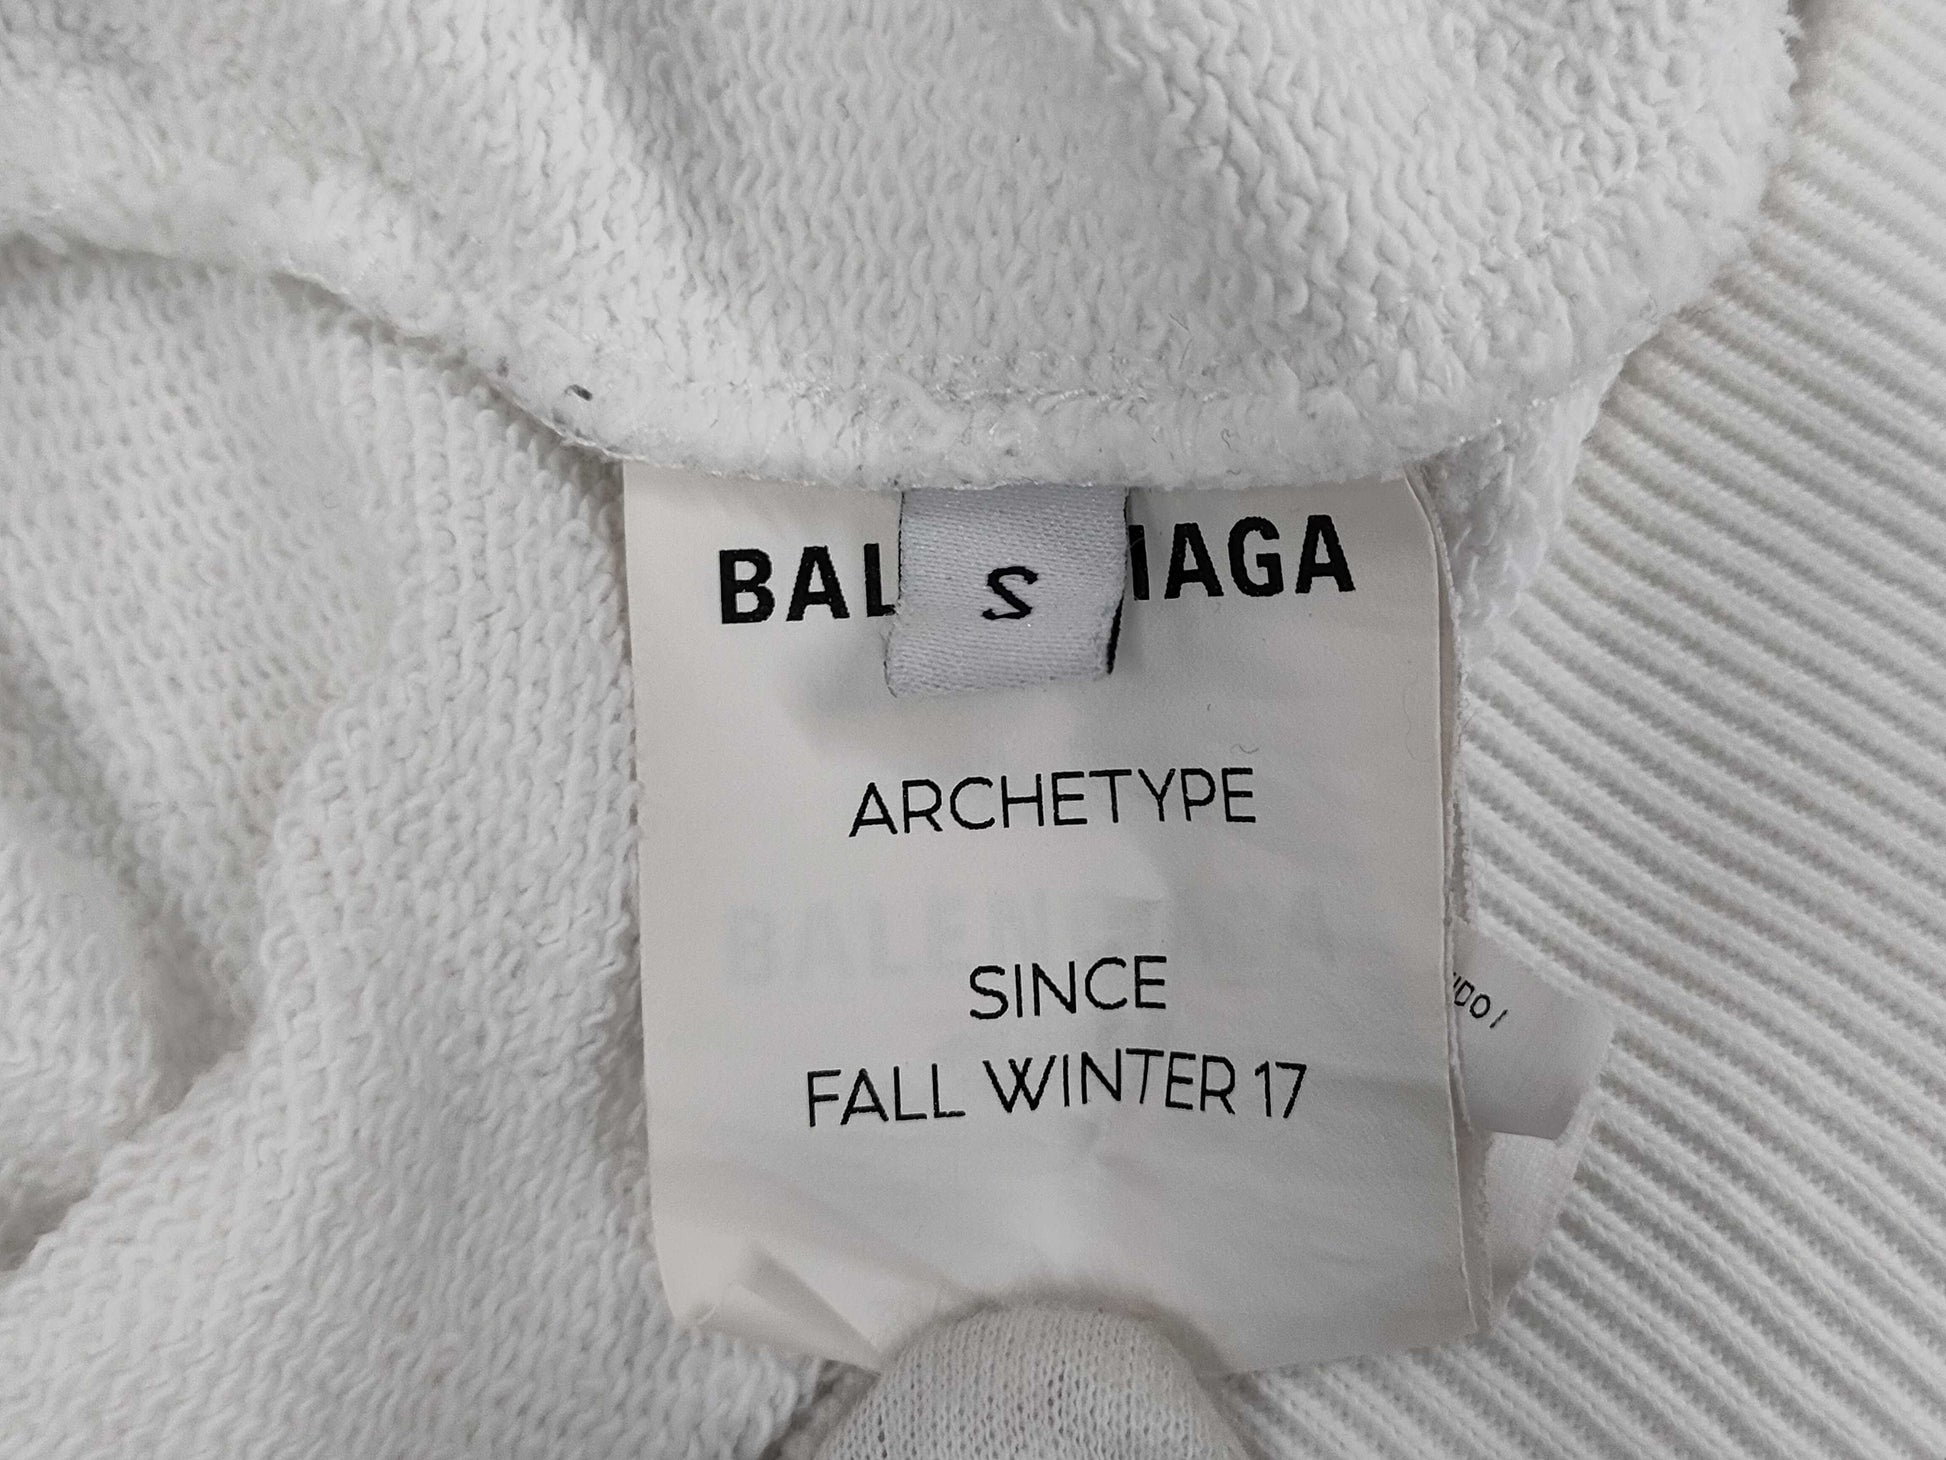 BAL IAGA
S
ARCHETYPE
SINCE
FALL WINTER 17